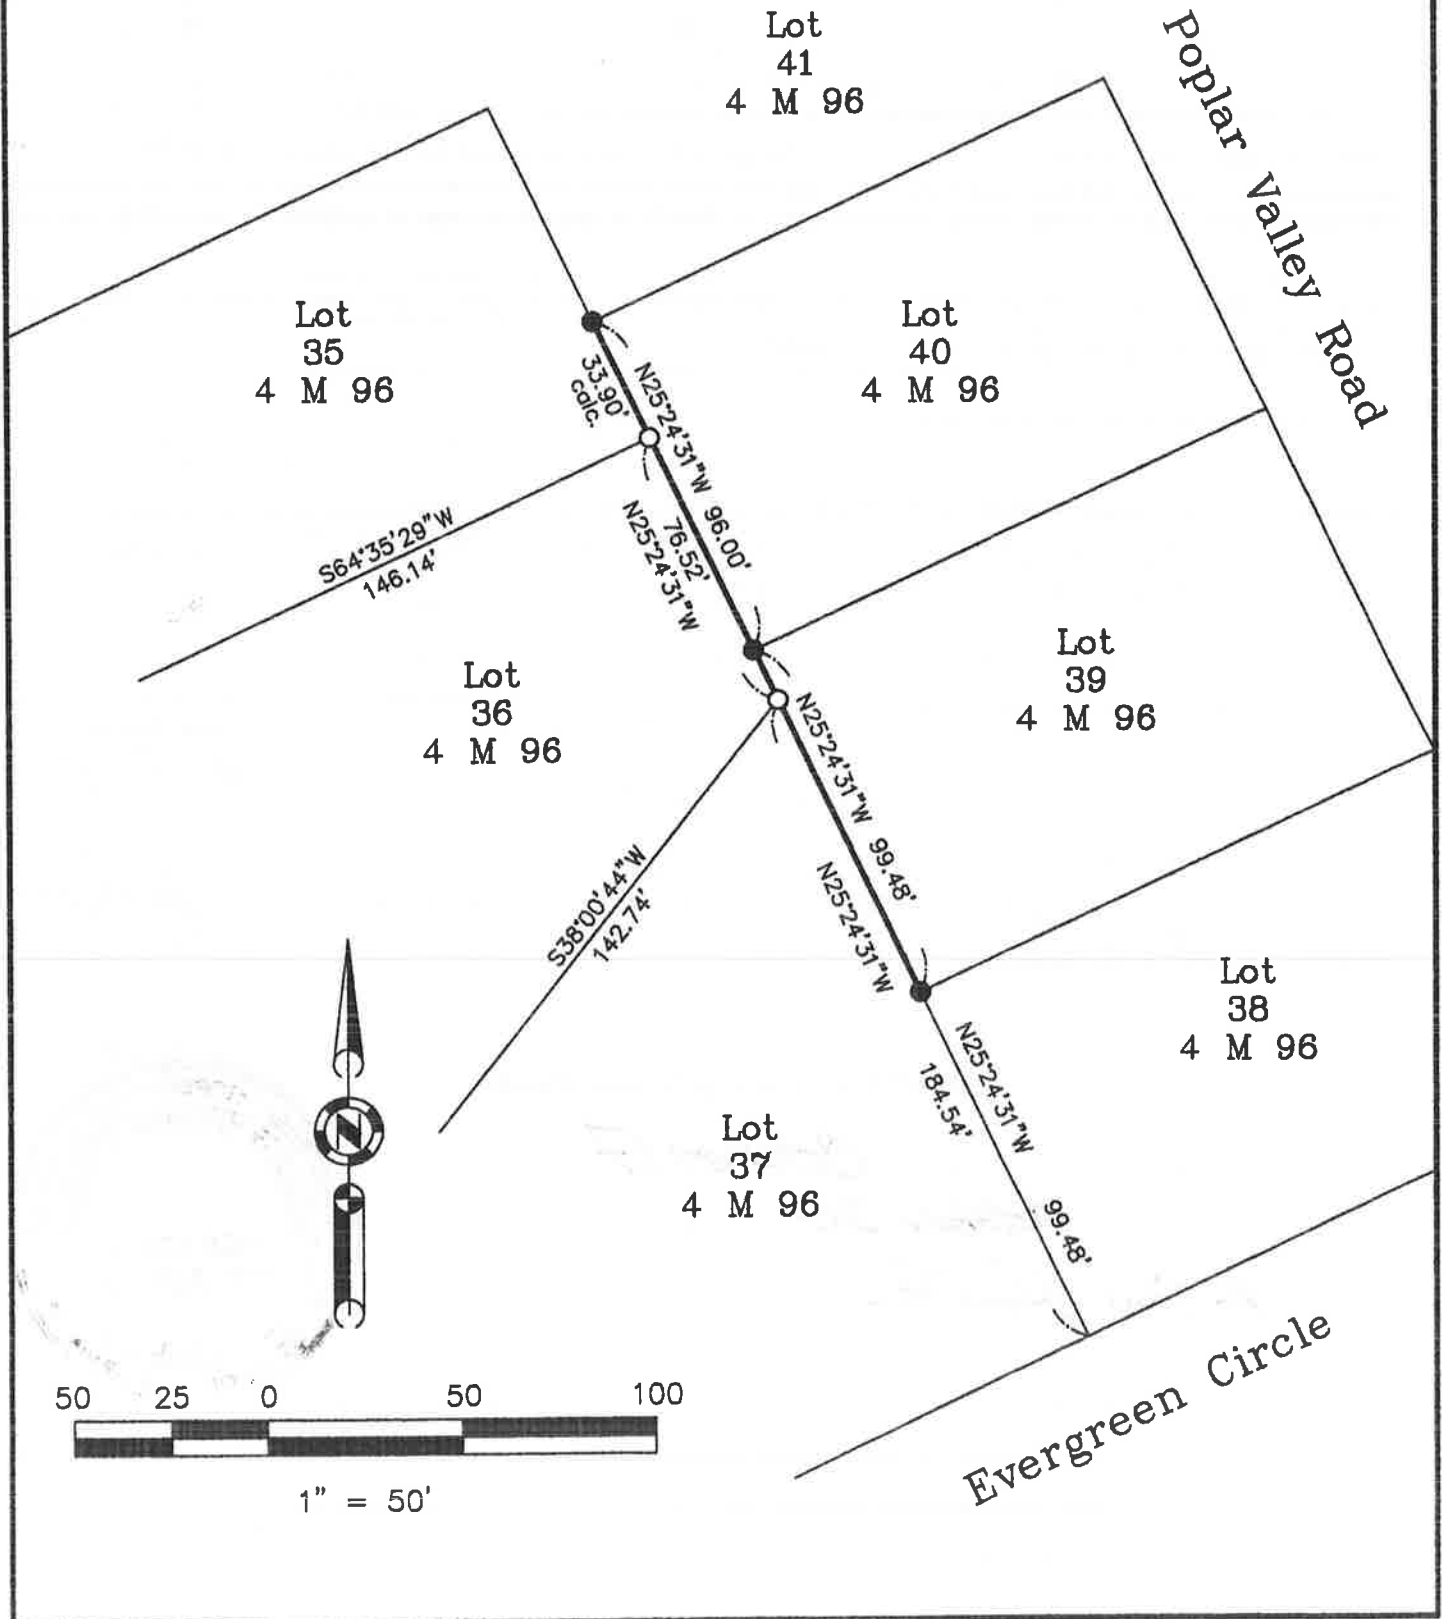 Lot
41
4 M 96
Poplar Valley Road
Lot
35
4 M 96
Lot
40
4 M 96
33.90'
calc.
N25°24'31"W 96.00'
S64°35'29"W
146.14'
76.52'
N25°24'31"W
Lot
36
4 M 96
Lot
39
4 M 96
N25°24'31"W 99.48'
N25°24'31"W
184.54'
S38°00'44"W
142.74'
Lot
38
4 M 96
N25°24'31"W 99.48'
Lot
37
4 M 96
N
Evergreen Circle
50 25 0 50 100
1" = 50'